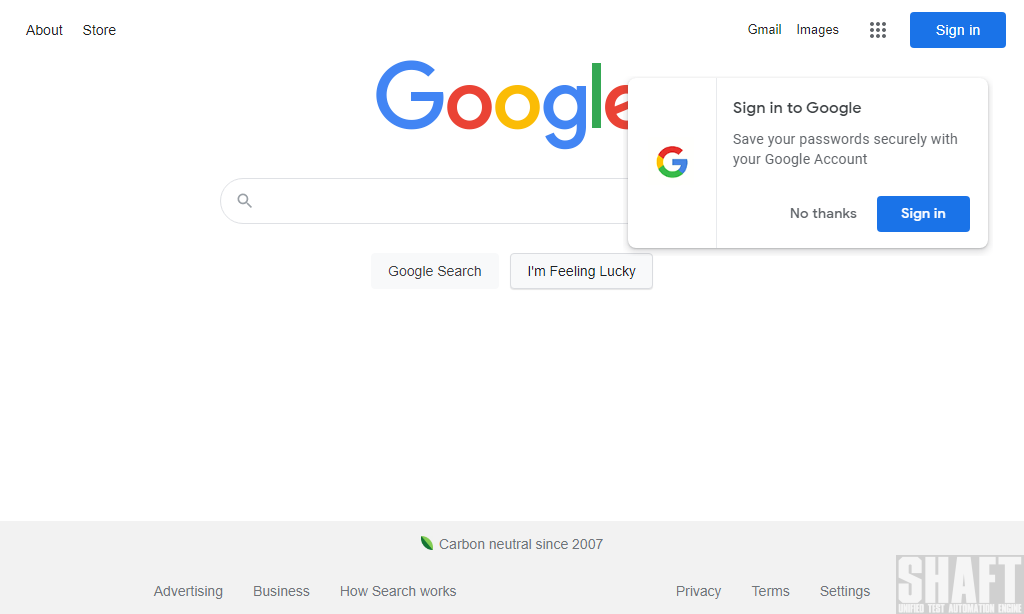 About Store
Gmail Images
Sign in
Google
Sign in to Google
Save your passwords securely with
your Google Account
No thanks Sign in
Google Search I'm Feeling Lucky
Carbon neutral since 2007
Advertising Business How Search works
Privacy Terms Settings
SHAFT
UNIFIED TEST AUTOMATION ENGINE